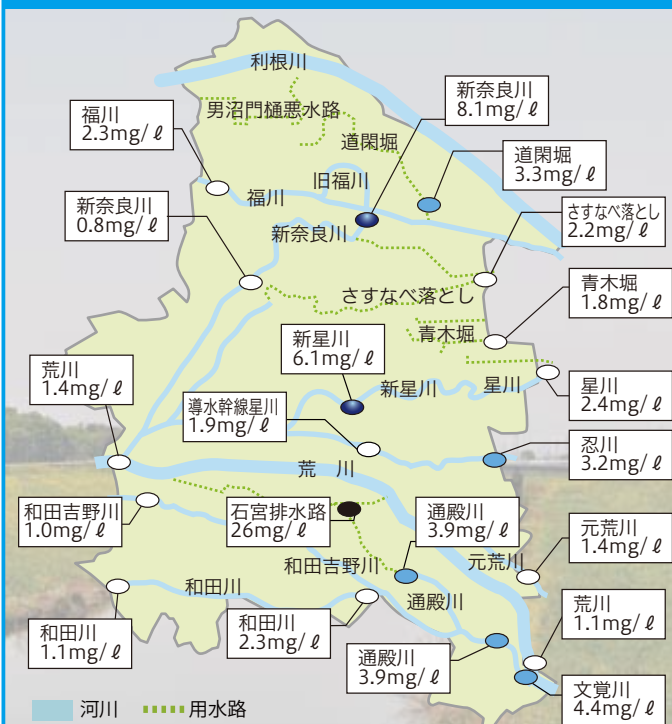 利根川
男沼門樋悪水路
新奈良川
8.1mg/ℓ
福川
2.3mg/ℓ
道閑堀
道閑堀
3.3mg/ℓ
旧福川
福川
新奈良川
0.8mg/ℓ
新奈良川
さすなべ落とし
2.2mg/ℓ
さすなべ落とし
青木堀
1.8mg/ℓ
青木堀
新星川
6.1mg/ℓ
荒川
1.4mg/ℓ
新星川
星川
星川
2.4mg/ℓ
導水幹線星川
1.9mg/ℓ
忍川
3.2mg/ℓ
荒川
和田吉野川
1.0mg/ℓ
石宮排水路
26mg/ℓ
通殿川
3.9mg/ℓ
元荒川
1.4mg/ℓ
和田吉野川
元荒川
和田川
通殿川
和田川
1.1mg/ℓ
和田川
2.3mg/ℓ
荒川
1.1mg/ℓ
通殿川
3.9mg/ℓ
文覚川
4.4mg/ℓ
河川
用水路